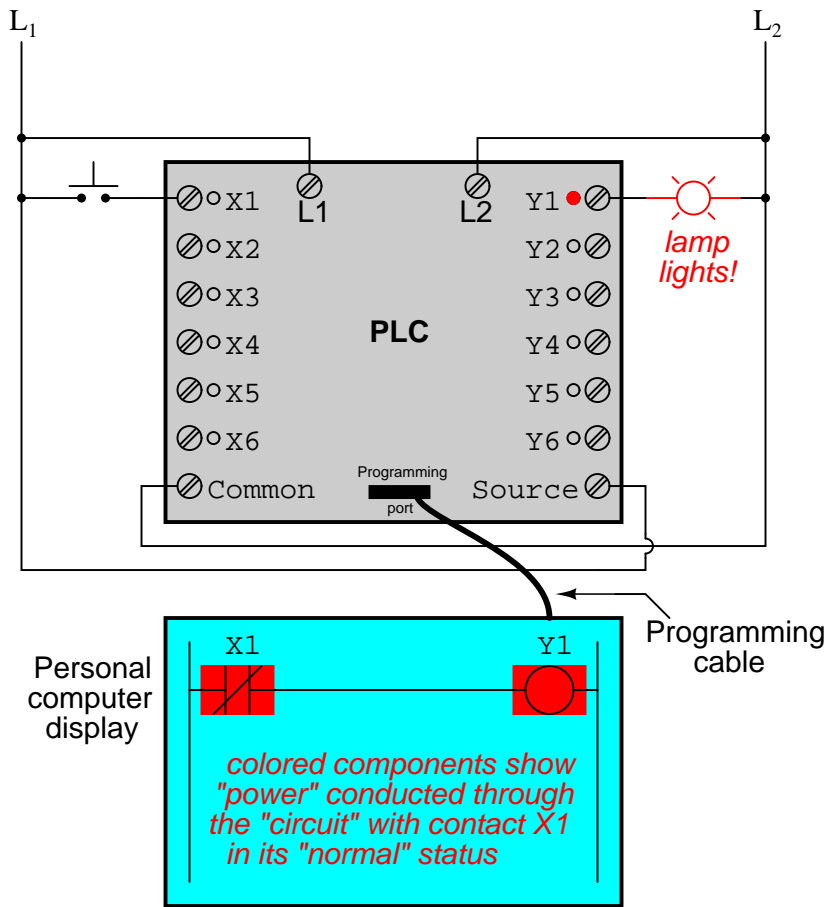 L1 L2
X1 L1 L2 Y1
lamp
lights!
X2 Y2
X3 Y3
PLC
X4 Y4
X5 Y5
X6 Y6
Programming
port
Common Source
Programming
cable
Personal
computer
display
X1 Y1
colored components show
"power" conducted through
the "circuit" with contact X1
in its "normal" status